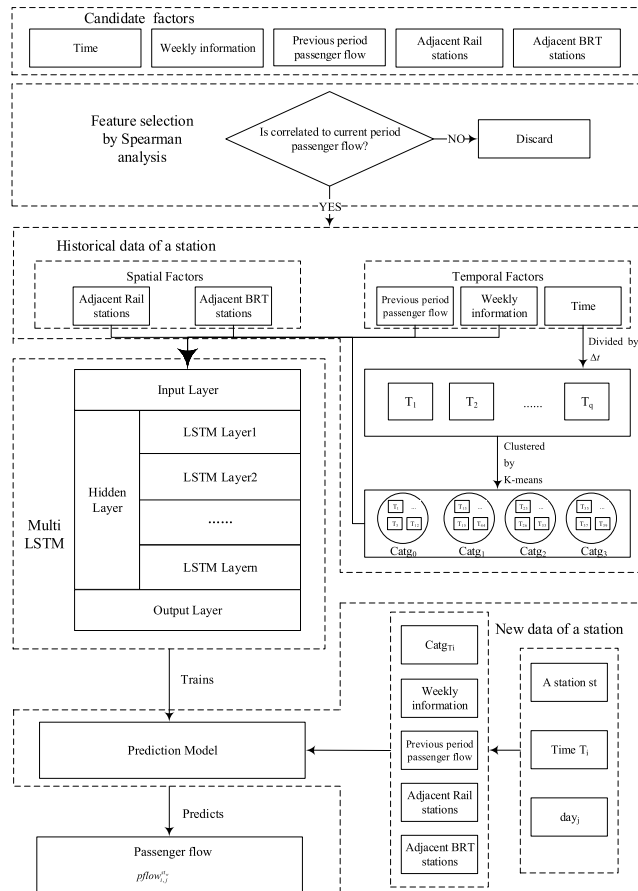 Candidate factors
Time
Weekly information
Previous period
passenger flow
Adjacent Rail
stations
Adjacent BRT
stations
Feature selection
by Spearman
analysis
Is correlated to current period
passenger flow?
NO
Discard
YES
Historical data of a station
Spatial Factors
Adjacent Rail
stations
Adjacent BRT
stations
Temporal Factors
Previous period
passenger flow
Weekly
information
Time
Divided by
Δt
T1
T2
......
Tq
Clustered
by
K-means
Catg0
Catg1
Catg2
Catg3
Multi
LSTM
Input Layer
Hidden
Layer
LSTM Layer1
LSTM Layer2
......
LSTM Layern
Output Layer
Trains
New data of a station
CatgTi
Weekly
information
Previous period
passenger flow
Adjacent Rail
stations
Adjacent BRT
stations
A station st
Time Ti
dayj
Prediction Model
Predicts
Passenger flow